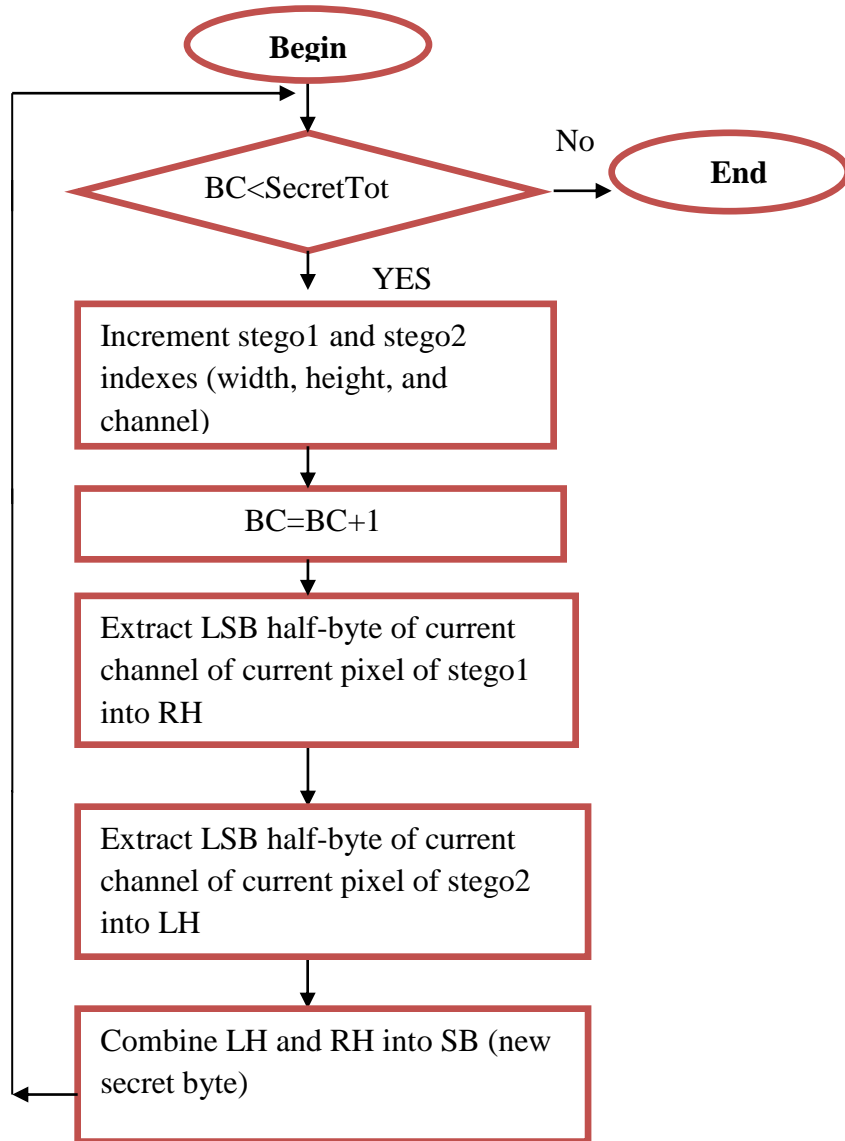 Begin
No
BC<SecretTot
End
YES
Increment stego1 and stego2
indexes (width, height, and
channel)
BC=BC+1
Extract LSB half-byte of current
channel of current pixel of stego1
into RH
Extract LSB half-byte of current
channel of current pixel of stego2
into LH
Combine LH and RH into SB (new
secret byte)